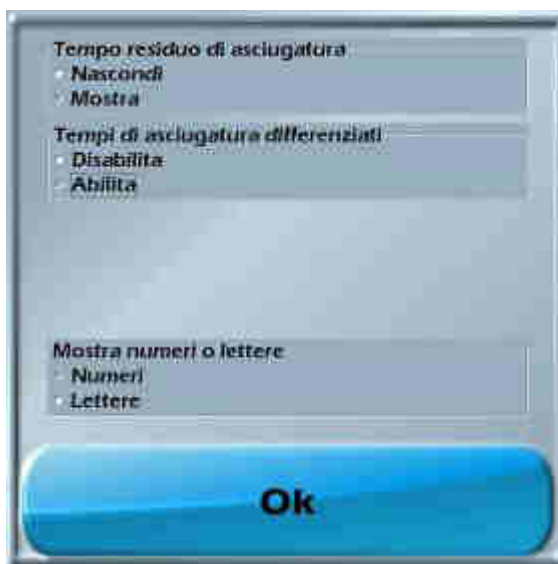 Tempo residuo di asciugatura
Nascondi
Mostra
Tempi di asciugatura differenziati
Disabilita
Abilita
Mostra numeri o lettere
Numeri
Lettere
Ok